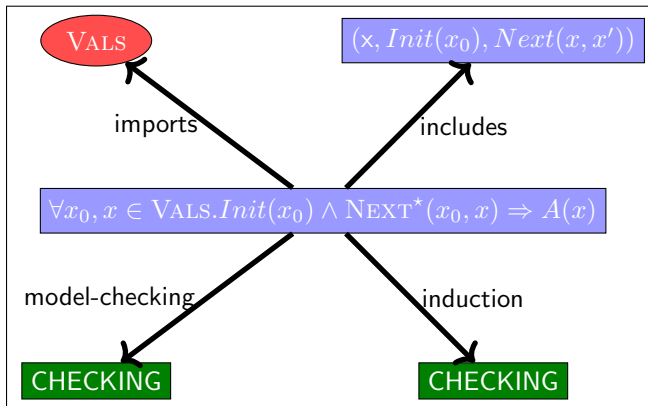 VALS
(x, Init(x₀), Next(x, x′))
imports
includes
∀x₀, x ∈ VALS.Init(x₀) ∧ NEXT⋆(x₀, x) ⇒ A(x)
model-checking
induction
CHECKING
CHECKING